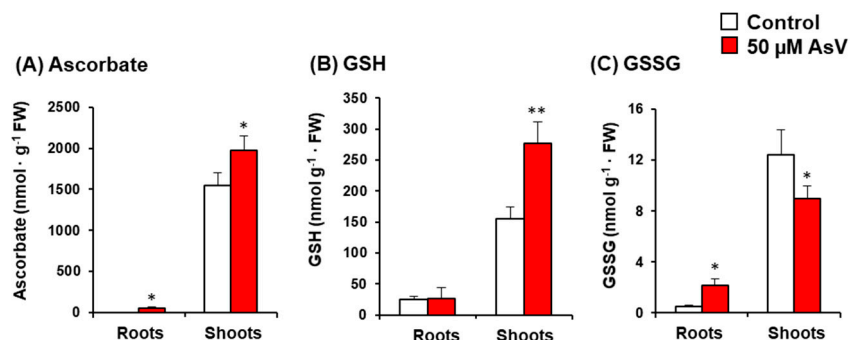 Control
50 µM AsV
(A) Ascorbate
(B) GSH
(C) GSSG
Ascorbate (nmol · g⁻¹ FW)
2500
2000
1500
1000
500
0
*
*
Roots Shoots
GSH (nmol g⁻¹ · FW)
350
300
250
200
150
100
50
0
**
Roots Shoots
GSSG (nmol g⁻¹ · FW)
16
12
8
4
0
*
*
Roots Shoots